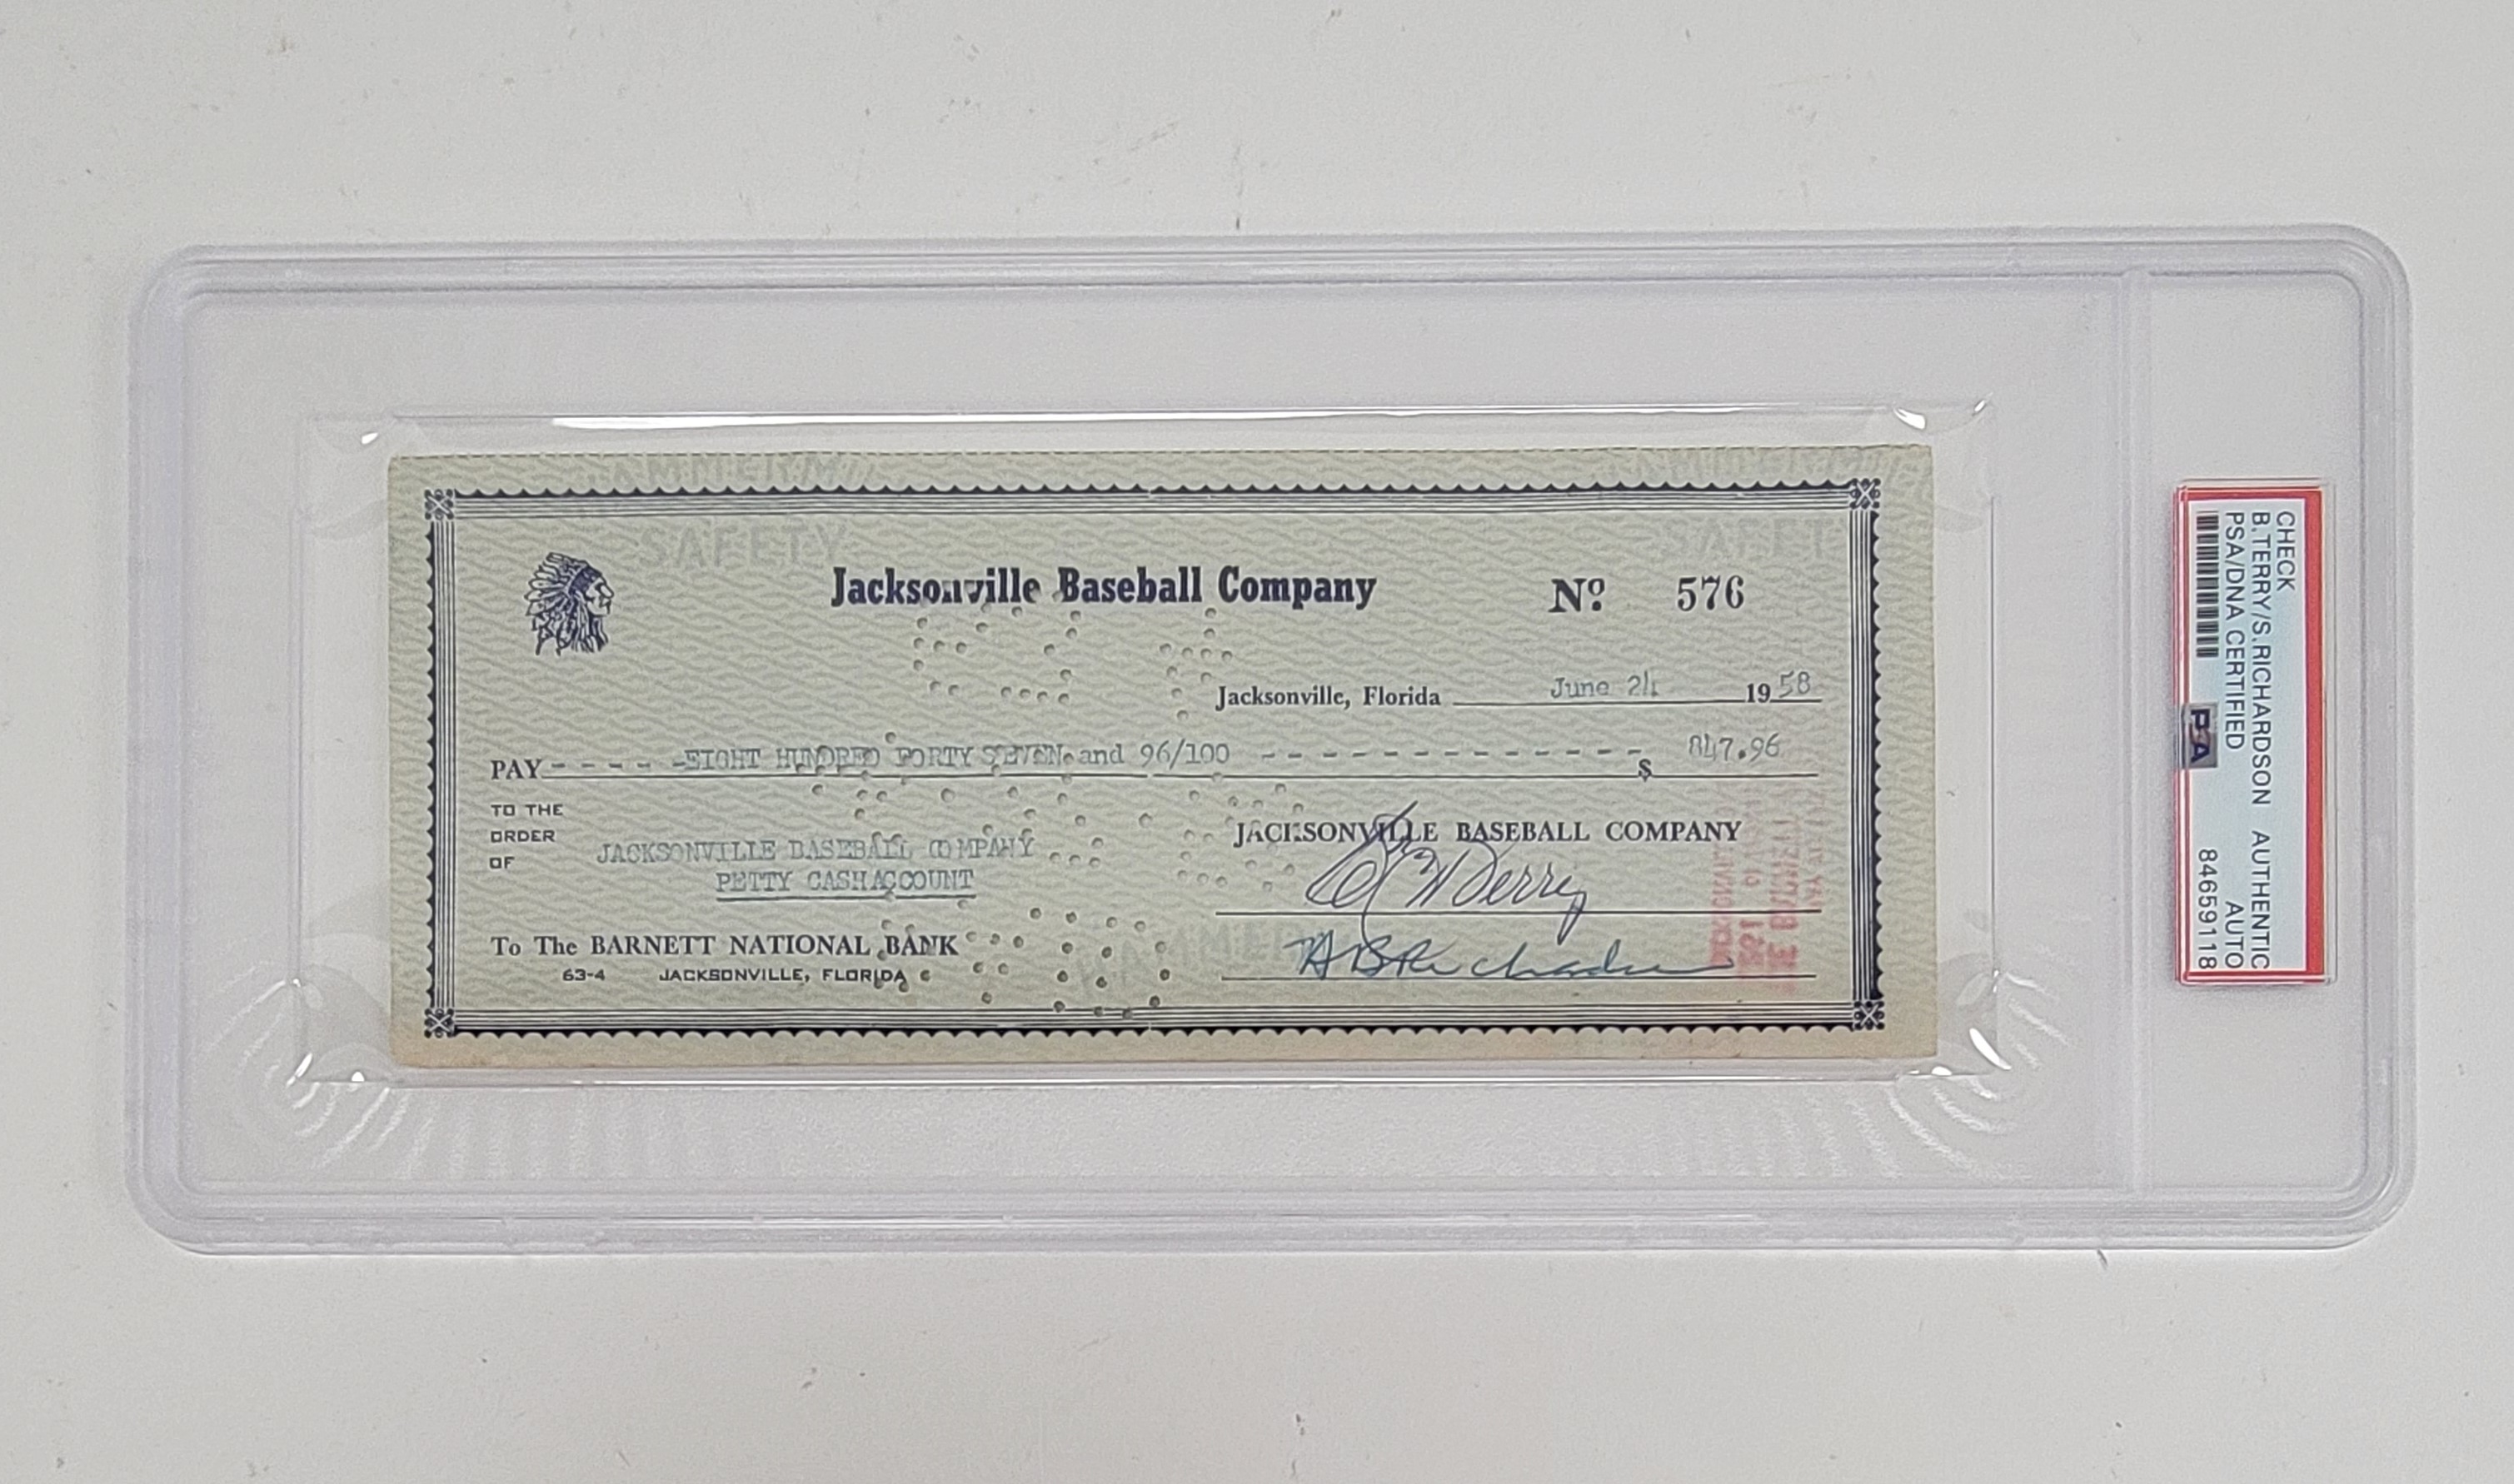 SAFETY
SAFET
Jacksonville Baseball Company
Nº 576
Jacksonville, Florida June 24 1958
PAY - - - - - -EIGHT HUNDRED FORTY SEVEN and 96/100 - - - - - - - - - - - - - - $ 847.96
TO THE
ORDER
OF
JACKSONVILLE BASEBALL COMPANY
PETTY CASH ACCOUNT
JACKSONVILLE BASEBALL COMPANY
To The BARNETT NATIONAL BANK
63-4 JACKSONVILLE, FLORIDA
CHECK
B.TERRY/S.RICHARDSON AUTHENTIC
PSA/DNA CERTIFIED AUTO
84659118
PSA